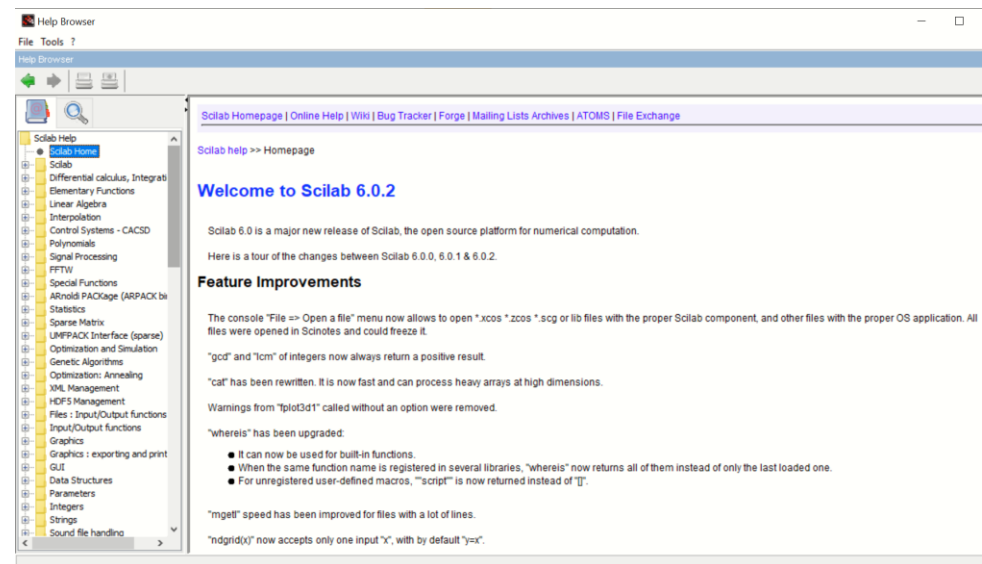 Help Browser
File Tools ?
Help Browser
Scilab Help
Scilab Home
Scilab
Differential calculus, Integrati
Elementary Functions
Linear Algebra
Interpolation
Control Systems - CACSD
Polynomials
Signal Processing
FFTW
Special Functions
ARnoldi PACKage (ARPACK bin
Statistics
Sparse Matrix
UMFPACK Interface (sparse)
Optimization and Simulation
Genetic Algorithms
Optimization: Annealing
XML Management
HDF5 Management
Files : Input/Output functions
Input/Output functions
Graphics
Graphics : exporting and print
GUI
Data Structures
Parameters
Integers
Strings
Sound file handling
Scilab Homepage | Online Help | Wiki | Bug Tracker | Forge | Mailing Lists Archives | ATOMS | File Exchange
Scilab help >> Homepage
Welcome to Scilab 6.0.2
Scilab 6.0 is a major new release of Scilab, the open source platform for numerical computation.
Here is a tour of the changes between Scilab 6.0.0, 6.0.1 & 6.0.2.
Feature Improvements
The console "File => Open a file" menu now allows to open *.xcos *.zcos *.scg or lib files with the proper Scilab component, and other files with the proper OS application. All
files were opened in Scinotes and could freeze it.
"gcd" and "lcm" of integers now always return a positive result.
"cat" has been rewritten. It is now fast and can process heavy arrays at high dimensions.
Warnings from "fplot3d1" called without an option were removed.
"whereis" has been upgraded:
It can now be used for built-in functions.
When the same function name is registered in several libraries, "whereis" now returns all of them instead of only the last loaded one.
For unregistered user-defined macros, ""script"" is now returned instead of "[]".
"mgetl" speed has been improved for files with a lot of lines.
"ndgrid(x)" now accepts only one input "x", with by default "y=x".